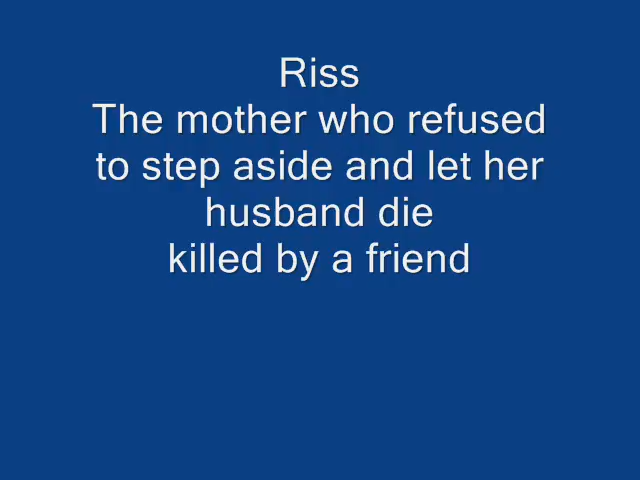 Riss
The mother who refused
to step aside and let her
husband die
killed by a friend